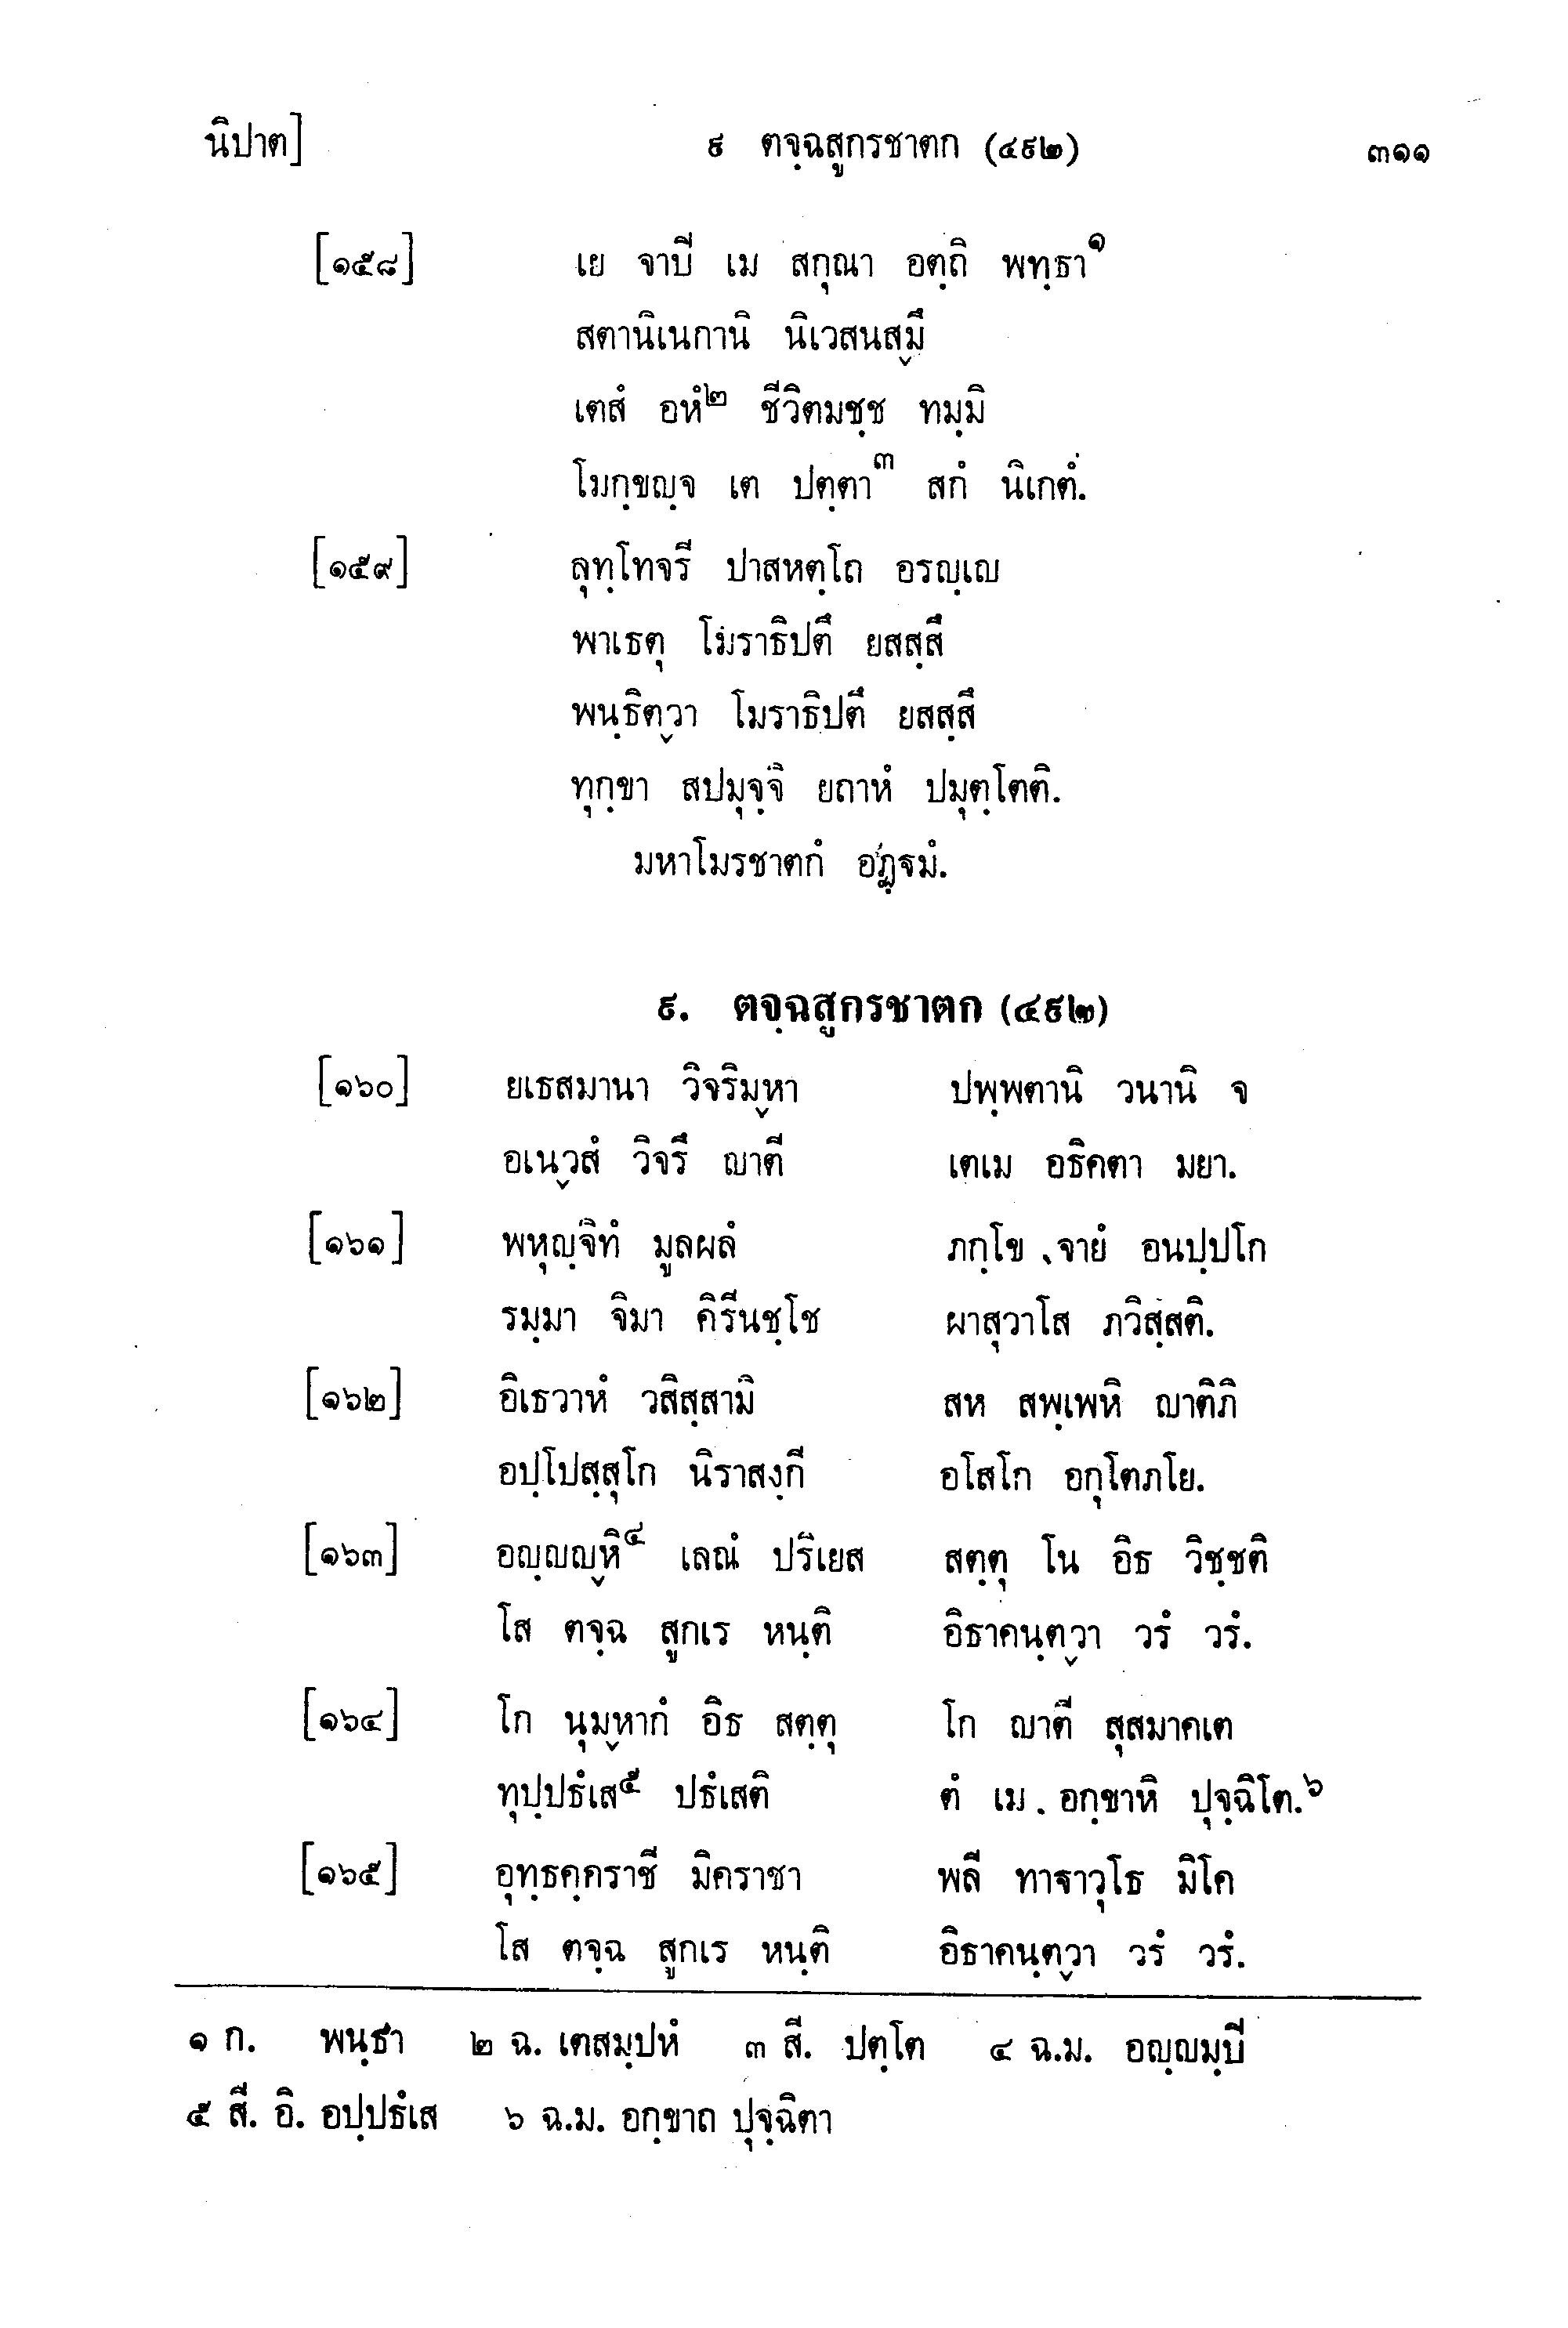 นิปาต] ๙ ตจฺฉสูกรชาตก (๔๙๒) ๓๑๑
[๑๕๘] เย จาปี เม สกุณา อตฺถิ พทฺธา๑
สตานิเนกานิ นิเวสนสฺมึ
เตสํ อหํ๒ ชีวิตมชฺช ทมฺมิ
โมกฺขญฺจ เต ปตฺตา๓ สกํ นิเกตํ.
[๑๕๙] ลุทฺโทจรี ปาสหตฺโถ อรญฺเญ
พาเธตุ โมราธิปตึ ยสสฺสึ
พนฺธิตฺวา โมราธิปตึ ยสสฺสึ
ทุกฺขา สปมุจฺจิ ยถาหํ ปมุตฺโตติ.
มหาโมรชาตกํ อฏฺฐมํ.
๙. ตจฺฉสูกรชาตก (๔๙๒)
[๑๖๐] ยเธสมานา วิจริมฺหา ปพฺพตานิ วนานิ จ
อเนฺวสํ วิจรึ ญาตี เตเม อธิคตา มยา.
[๑๖๑] พหุญฺจิทํ มูลผลํ ภกฺโข จายํ อนปฺปโก
รมฺมา จิมา คิรีนชฺโช ผาสุวาโส ภวิสฺสติ.
[๑๖๒] อิเธวาหํ วสิสฺสามิ สห สพฺเพหิ ญาติภิ
อปฺโปสฺสุโก นิราสงฺกี อโสโก อกุโตภโย.
[๑๖๓] อญฺญญฺหิ๔ เลณํ ปริเยส สตฺตุ โน อิธ วิชฺชติ
โส ตจฺฉ สูกเร หนฺติ อิธาคนฺตฺวา วรํ วรํ.
[๑๖๔] โก นุมฺหากํ อิธ สตฺตุ โก ญาตี สุสมาคเต
ทุปฺปธํเส๕ ปธํเสติ ตํ เม อกฺขาหิ ปุจฺฉิโต.๖
[๑๖๕] อุทฺธคฺคราชี มิคราชา พลี ทาฐาวุโธ มิโค
โส ตจฺฉ สูกเร หนฺติ อิธาคนฺตฺวา วรํ วรํ.
๑ ก. พนฺธา ๒ ฉ. เตสมฺปหํ ๓ สี. ปตฺโต ๔ ฉ.ม. อญฺญมฺปี
๕ สี. อิ. อปฺปธํเส ๖ ฉ.ม. อกฺขาถ ปุจฺฉิตา